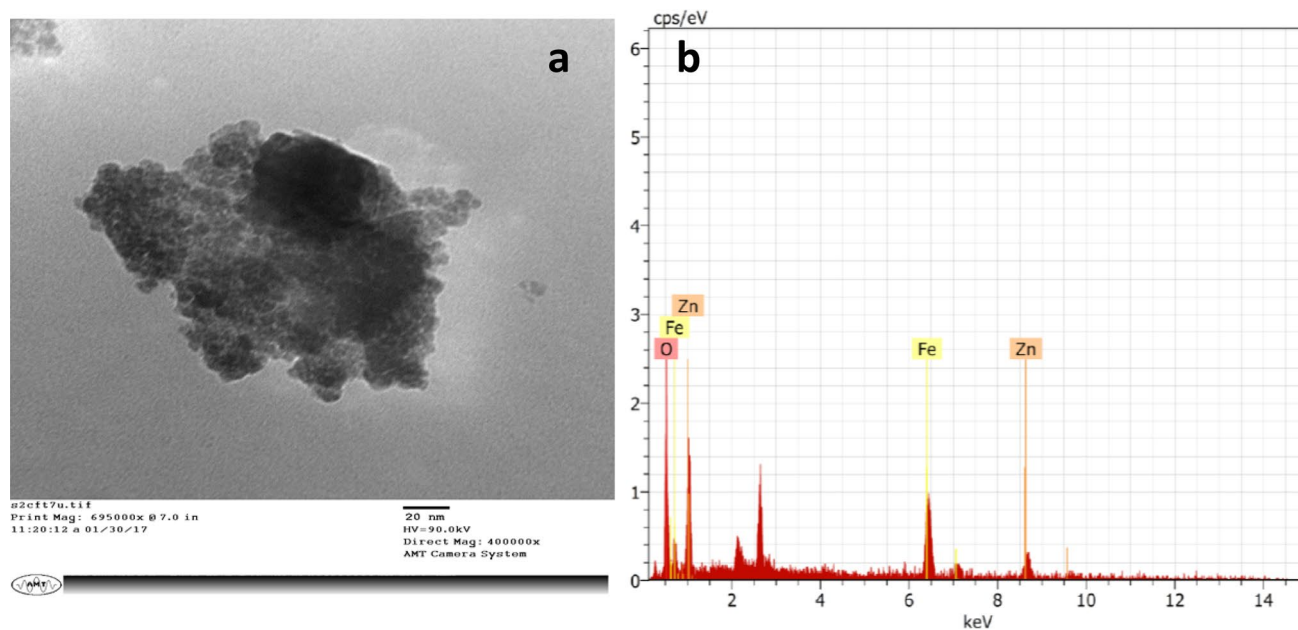 a
s2cft7u.tif
Print Mag: 695000x @ 7.0 in
11:20:12 a 01/30/17
20 nm
HV=90.0kV
Direct Mag: 400000x
AMT Camera System
AMT
cps/eV
b
6
5
4
3
2
1
0
Zn
Fe
O
Fe
Zn
2 4 6 8 10 12 14
keV